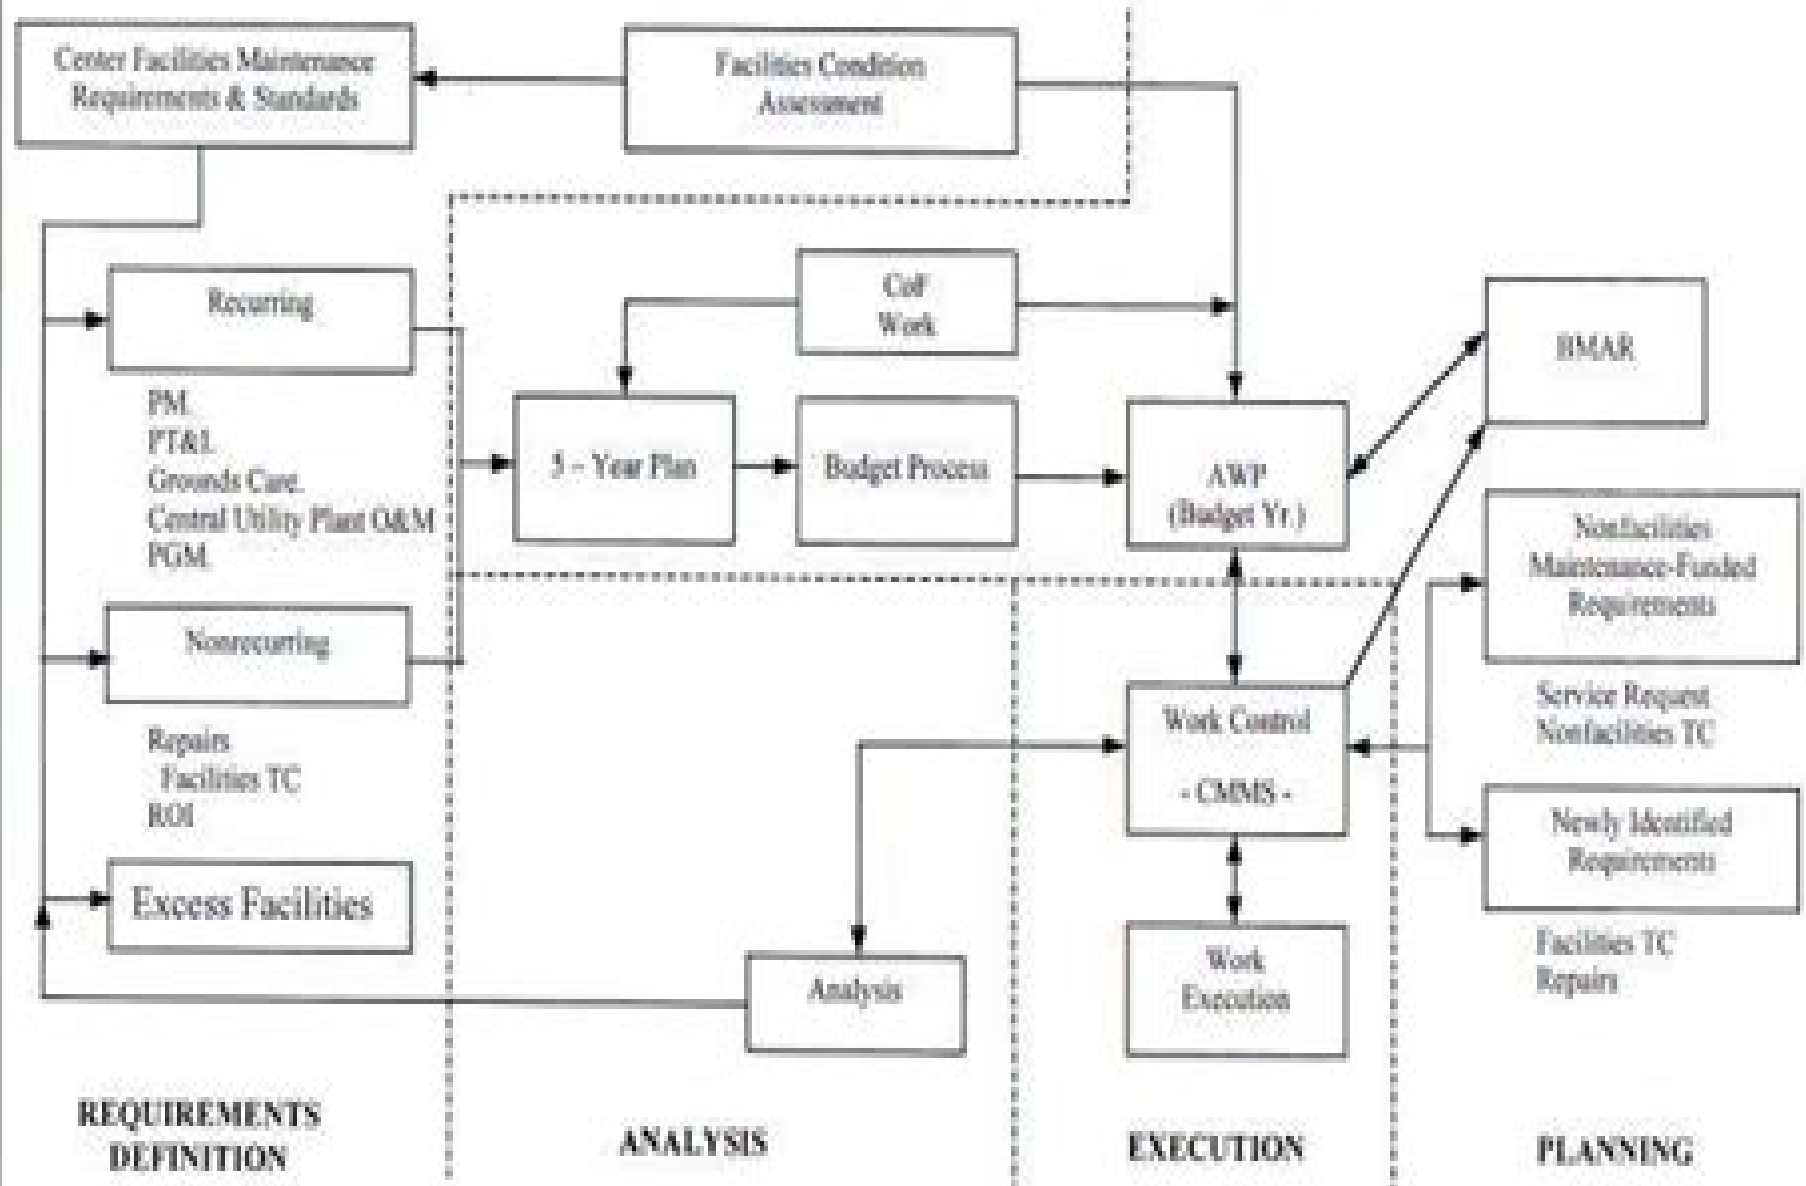 Center Facilities Maintenance
Requirements & Standards
Facilities Condition
Assessment
Recurring
PM.
PT&I.
Grounds Care.
Central Utility Plant O&M
PGM.
CoF
Work
5 – Year Plan
Budget Process
AWP
(Budget Yr.)
BMAR
Nonfacilities
Maintenance-Funded
Requirements
Service Request
Nonfacilities TC
Nonrecurring
Repairs
Facilities TC
ROI
Excess Facilities
Work Control
- CMMS -
Newly Identified
Requirements
Facilities TC
Repairs
Analysis
Work
Execution
REQUIREMENTS
DEFINITION
ANALYSIS
EXECUTION
PLANNING